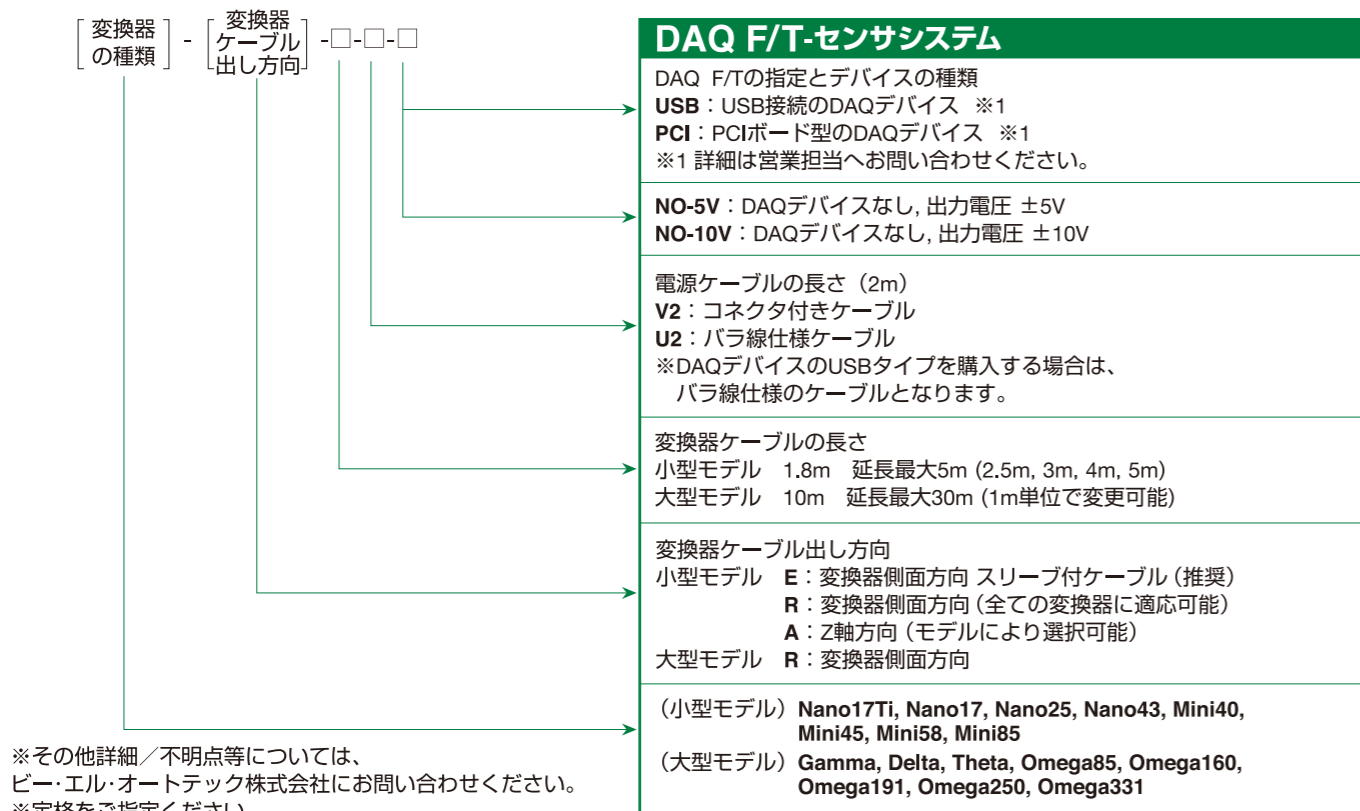 [変換器の種類] - [変換器ケーブル出し方向] -□-□-□
DAQ F/T-センサシステム
DAQ F/Tの指定とデバイスの種類
USB：USB接続のDAQデバイス ※1
PCI：PCIボード型のDAQデバイス ※1
※1 詳細は営業担当へお問い合わせください。
NO-5V：DAQデバイスなし, 出力電圧 ±5V
NO-10V：DAQデバイスなし, 出力電圧 ±10V
電源ケーブルの長さ（2m）
V2：コネクタ付きケーブル
U2：バラ線仕様ケーブル
※DAQデバイスのUSBタイプを購入する場合は、
バラ線仕様のケーブルとなります。
変換器ケーブルの長さ
小型モデル 1.8m 延長最大5m (2.5m, 3m, 4m, 5m)
大型モデル 10m 延長最大30m (1m単位で変更可能)
変換器ケーブル出し方向
小型モデル E：変換器側面方向 スリーブ付ケーブル（推奨）
R：変換器側面方向（全ての変換器に適応可能）
A：Z軸方向（モデルにより選択可能）
大型モデル R：変換器側面方向
（小型モデル）Nano17Ti, Nano17, Nano25, Nano43, Mini40,
Mini45, Mini58, Mini85
（大型モデル）Gamma, Delta, Theta, Omega85, Omega160,
Omega191, Omega250, Omega331
※その他詳細／不明点等については、
ビー・エル・オートテック株式会社にお問い合わせください。
※定格をご指定ください